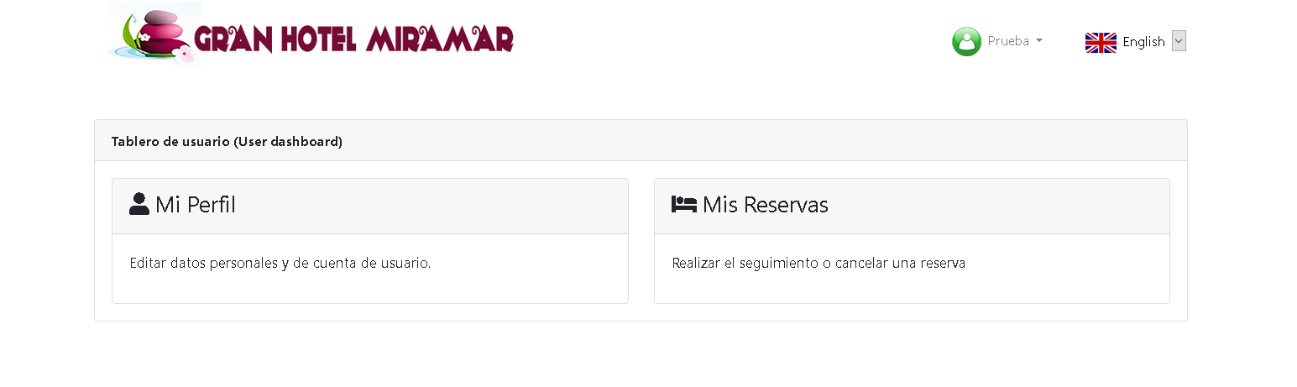 GRAN HOTEL MIRAMAR
Prueba
English
Tablero de usuario (User dashboard)
Mi Perfil
Editar datos personales y de cuenta de usuario.
Mis Reservas
Realizar el seguimiento o cancelar una reserva